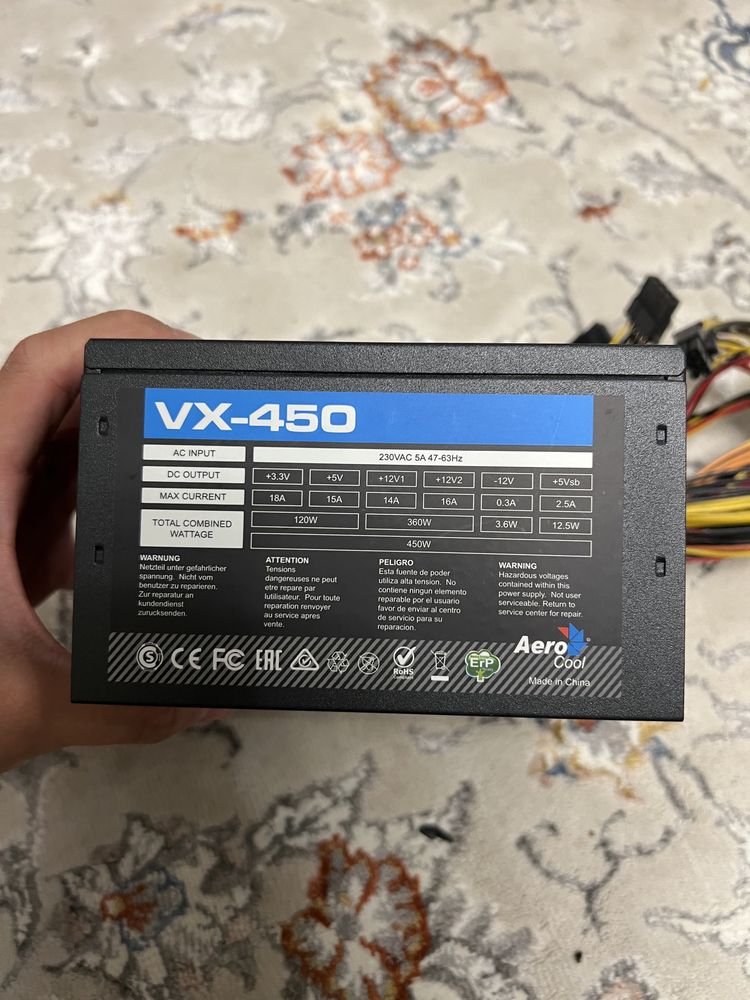 VX-450
AC INPUT 230VAC 5A 47-63Hz
DC OUTPUT +3.3V +5V +12V1 +12V2 -12V +5Vsb
MAX CURRENT 18A 15A 14A 16A 0.3A 2.5A
TOTAL COMBINED WATTAGE 120W 360W 3.6W 12.5W
450W
WARNUNG
Netzteil unter gefahrlicher
spannung. Nicht vom
benutzer zu reparieren.
Zur reparatur an
kundendienst
zurucksenden.
ATTENTION
Tensions
dangereuses ne peut
etre repare par
lutilisateur. Pour toute
reparation renvoyer
au service apres
vente.
PELIGRO
Esta fuente de poder
utiliza alta tension. No
contiene ningun elemento
reparable por el usuario
favor de enviar al centro
de servicio para su
reparacion.
WARNING
Hazardous voltages
contained within this
power supply. Not user
serviceable. Return to
service center for repair.
S CE FC EAC RoHS ErP
Aero
Cool
Made in China